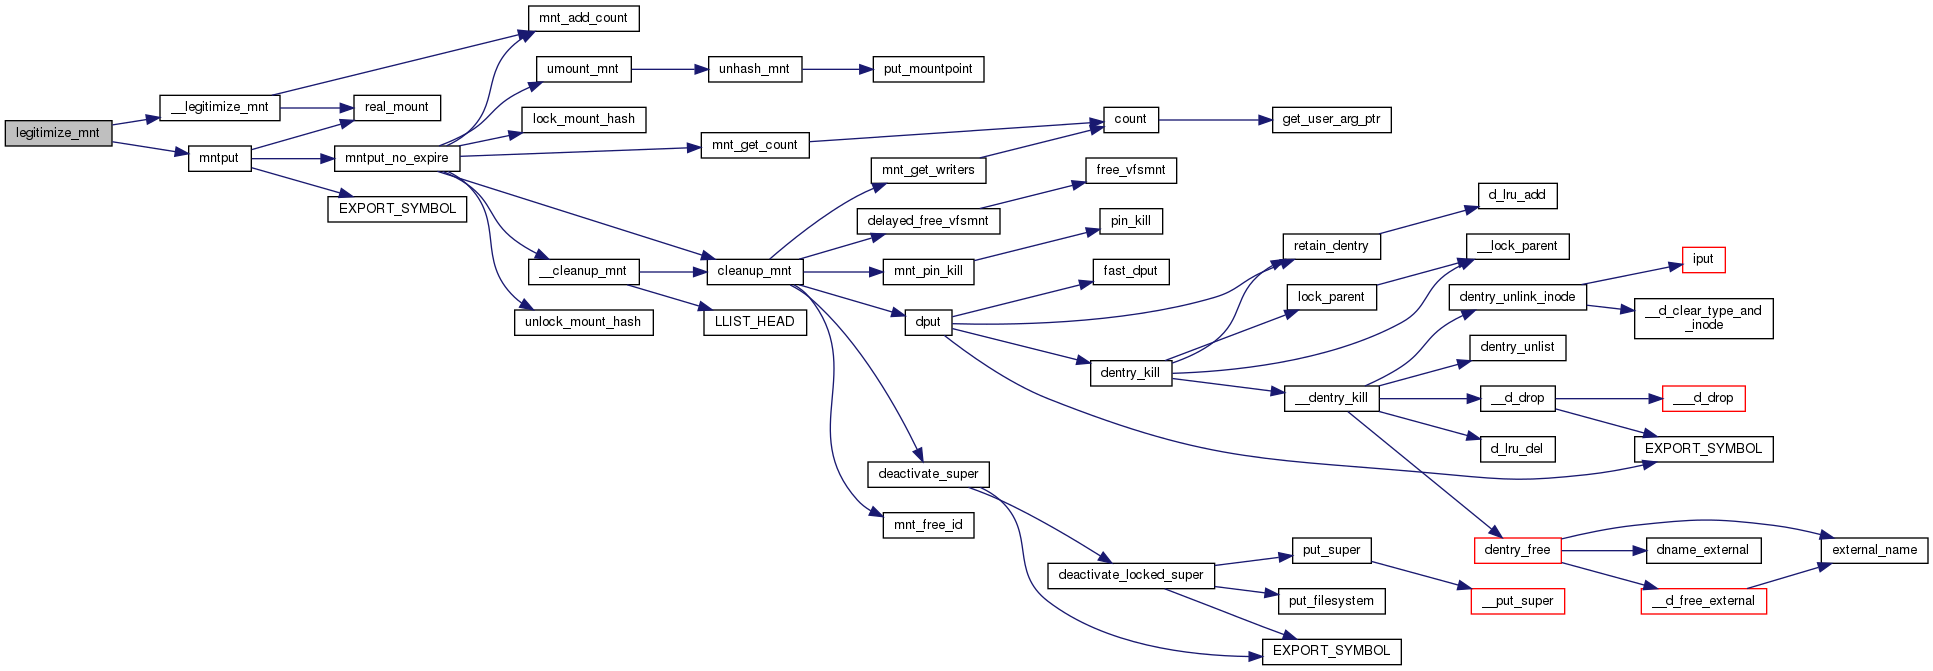 legitimize_mnt
__legitimize_mnt
mntput
mnt_add_count
real_mount
mntput_no_expire
EXPORT_SYMBOL
umount_mnt
unhash_mnt
put_mountpoint
lock_mount_hash
mnt_get_count
count
get_user_arg_ptr
__cleanup_mnt
unlock_mount_hash
cleanup_mnt
LLIST_HEAD
mnt_get_writers
delayed_free_vfsmnt
free_vfsmnt
mnt_pin_kill
pin_kill
dput
fast_dput
dentry_kill
retain_dentry
d_lru_add
lock_parent
__lock_parent
__dentry_kill
dentry_unlink_inode
iput
__d_clear_type_and
_inode
dentry_unlist
__d_drop
___d_drop
EXPORT_SYMBOL
d_lru_del
dentry_free
dname_external
external_name
__d_free_external
deactivate_super
mnt_free_id
deactivate_locked_super
put_super
__put_super
put_filesystem
EXPORT_SYMBOL